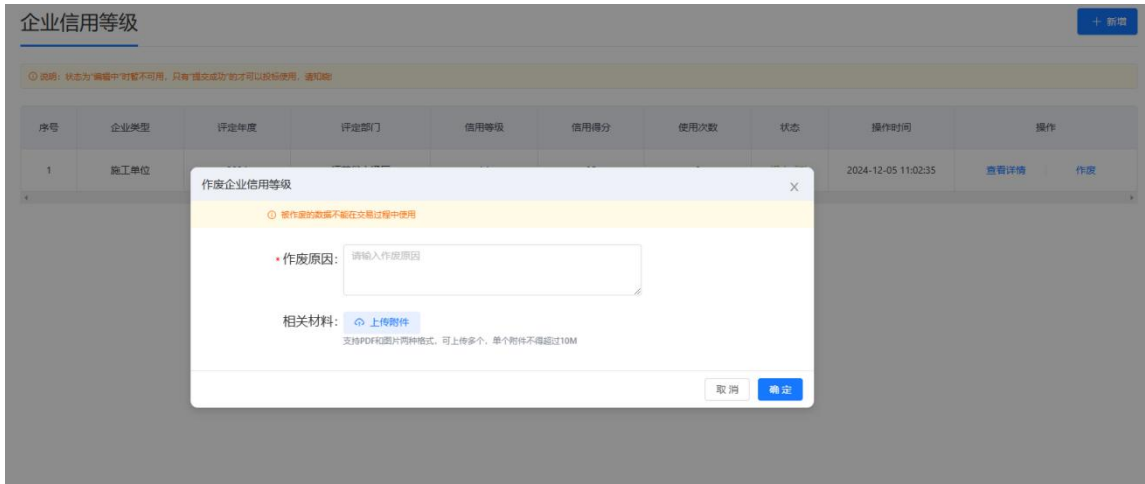 企业信用等级
＋ 新增
说明：状态为"编辑中"时暂不可用，只有"提交成功"的才可以投标使用，请知晓!
序号 企业类型 评定年度 评定部门 信用等级 信用得分 使用次数 状态 操作时间 操作
1 施工单位 2024-12-05 11:02:35 查看详情 作废
作废企业信用等级 X
被作废的数据不能在交易过程中使用
*作废原因: 请输入作废原因
相关材料: 上传附件
支持PDF和图片两种格式，可上传多个，单个附件不得超过10M
取 消 确 定